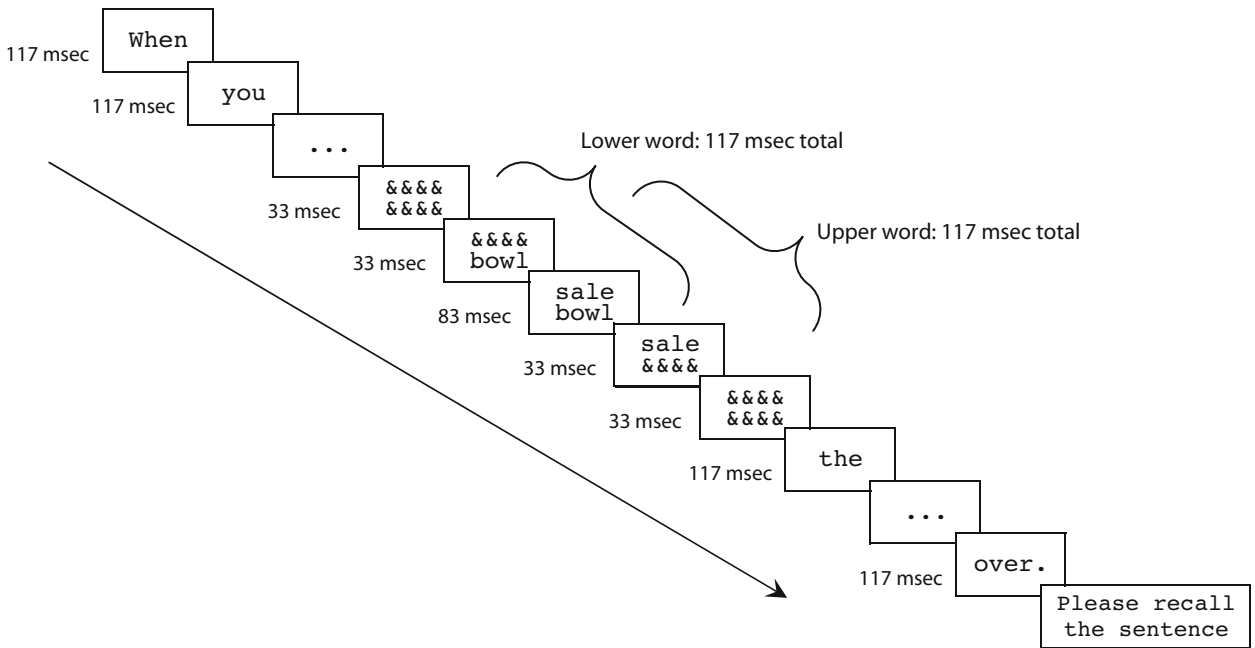 When
117 msec
you
117 msec
...
Lower word: 117 msec total
&&&&
&&&&
33 msec
Upper word: 117 msec total
&&&&
bowl
33 msec
sale
bowl
83 msec
sale
&&&&
33 msec
&&&&
&&&&
33 msec
the
117 msec
...
over.
117 msec
Please recall
the sentence